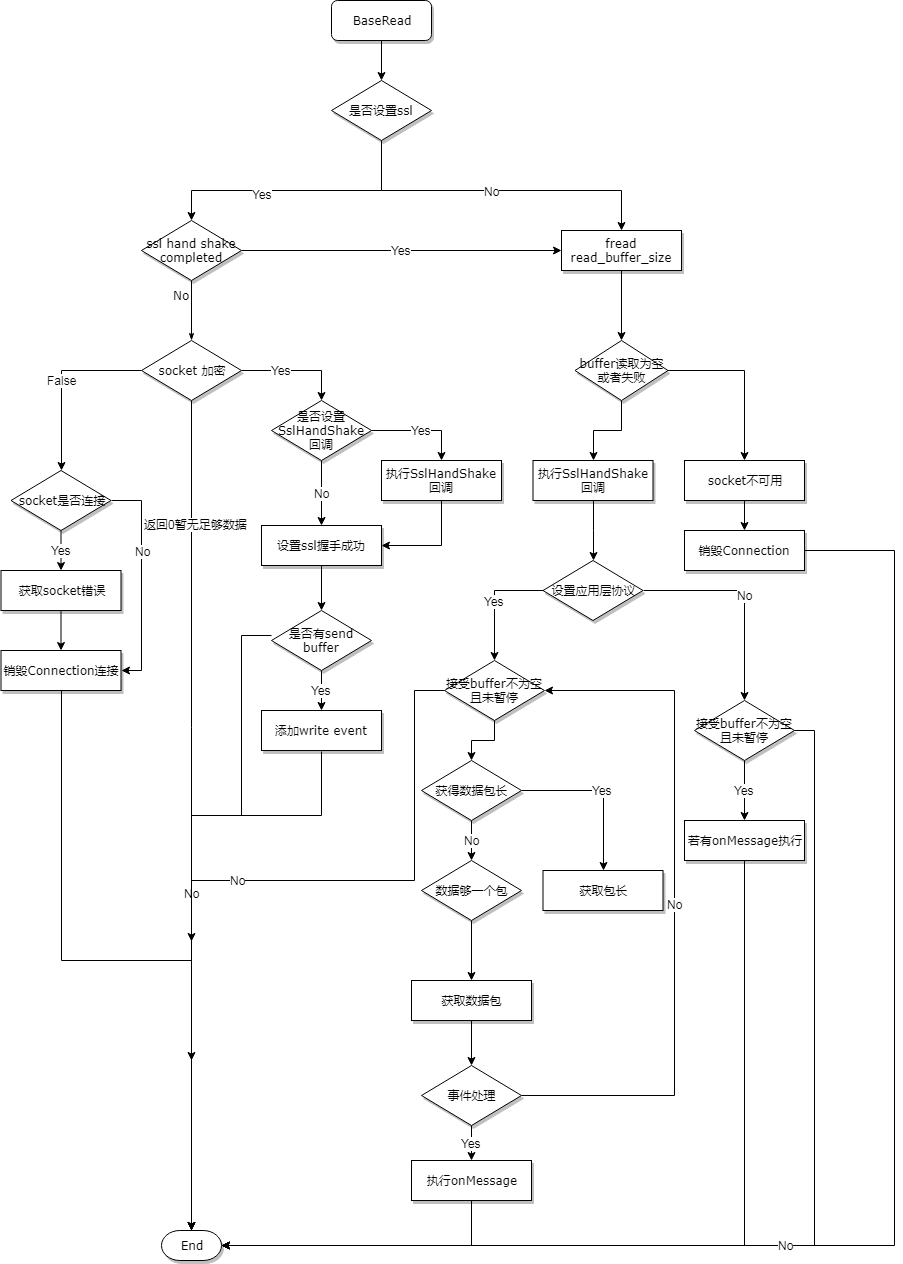 BaseRead
是否设置ssl
Yes
No
ssl hand shake
completed
Yes
fread
read_buffer_size
No
socket 加密
False
Yes
buffer读取为空
或者失败
是否设置
SslHandShake
回调
Yes
执行SslHandShake
回调
执行SslHandShake
回调
socket不可用
socket是否连接
No
返回0暂无足够数据
Yes
No
设置ssl握手成功
销毁Connection
获取socket错误
设置应用层协议
Yes
No
是否有send
buffer
销毁Connection连接
Yes
接受buffer不为空
且未暂停
添加write event
接受buffer不为空
且未暂停
获得数据包长
Yes
Yes
No
若有onMessage执行
No
No
数据够一个包
获取包长
No
获取数据包
事件处理
Yes
执行onMessage
End
No